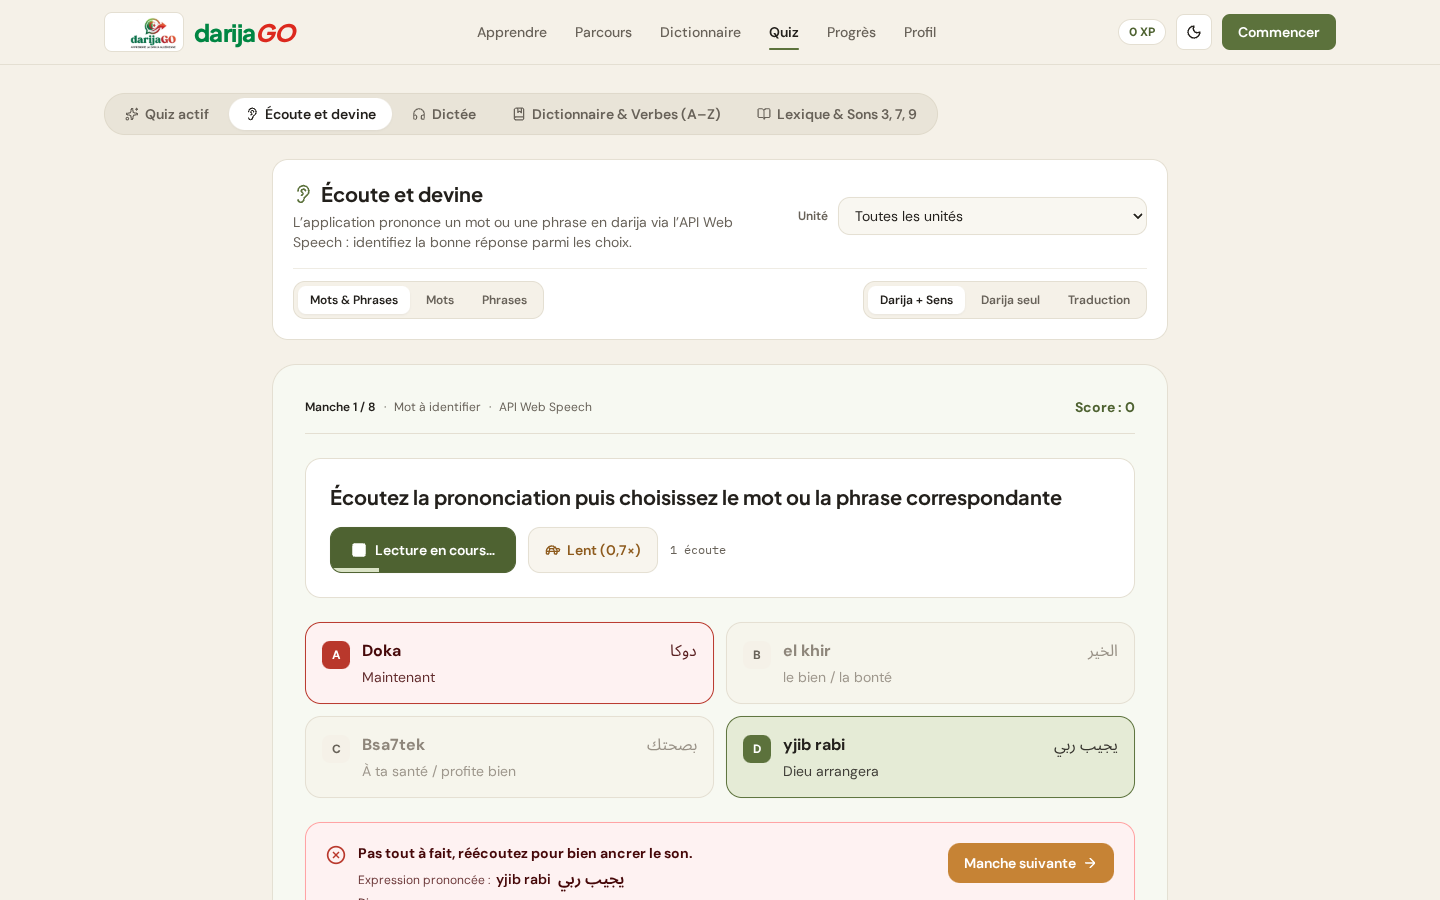 darijaGO
darijaGO
Apprendre
Parcours
Dictionnaire
Quiz
Progrès
Profil
0 XP
Commencer
Quiz actif
Écoute et devine
Dictée
Dictionnaire & Verbes (A–Z)
Lexique & Sons 3, 7, 9
Écoute et devine
L’application prononce un mot ou une phrase en darija via l’API Web
Speech : identifiez la bonne réponse parmi les choix.
Unité
Toutes les unités
Mots & Phrases
Mots
Phrases
Darija + Sens
Darija seul
Traduction
Manche 1 / 8 · Mot à identifier · API Web Speech
Score : 0
Écoutez la prononciation puis choisissez le mot ou la phrase correspondante
Lecture en cours...
Lent (0,7×)
1 écoute
A
Doka
دوكا
Maintenant
B
el khir
الخير
le bien / la bonté
C
Bsa7tek
بصحتك
À ta santé / profite bien
D
yjib rabi
يجيب ربي
Dieu arrangera
Pas tout à fait, réécoutez pour bien ancrer le son.
Expression prononcée : yjib rabi يجيب ربي
Manche suivante